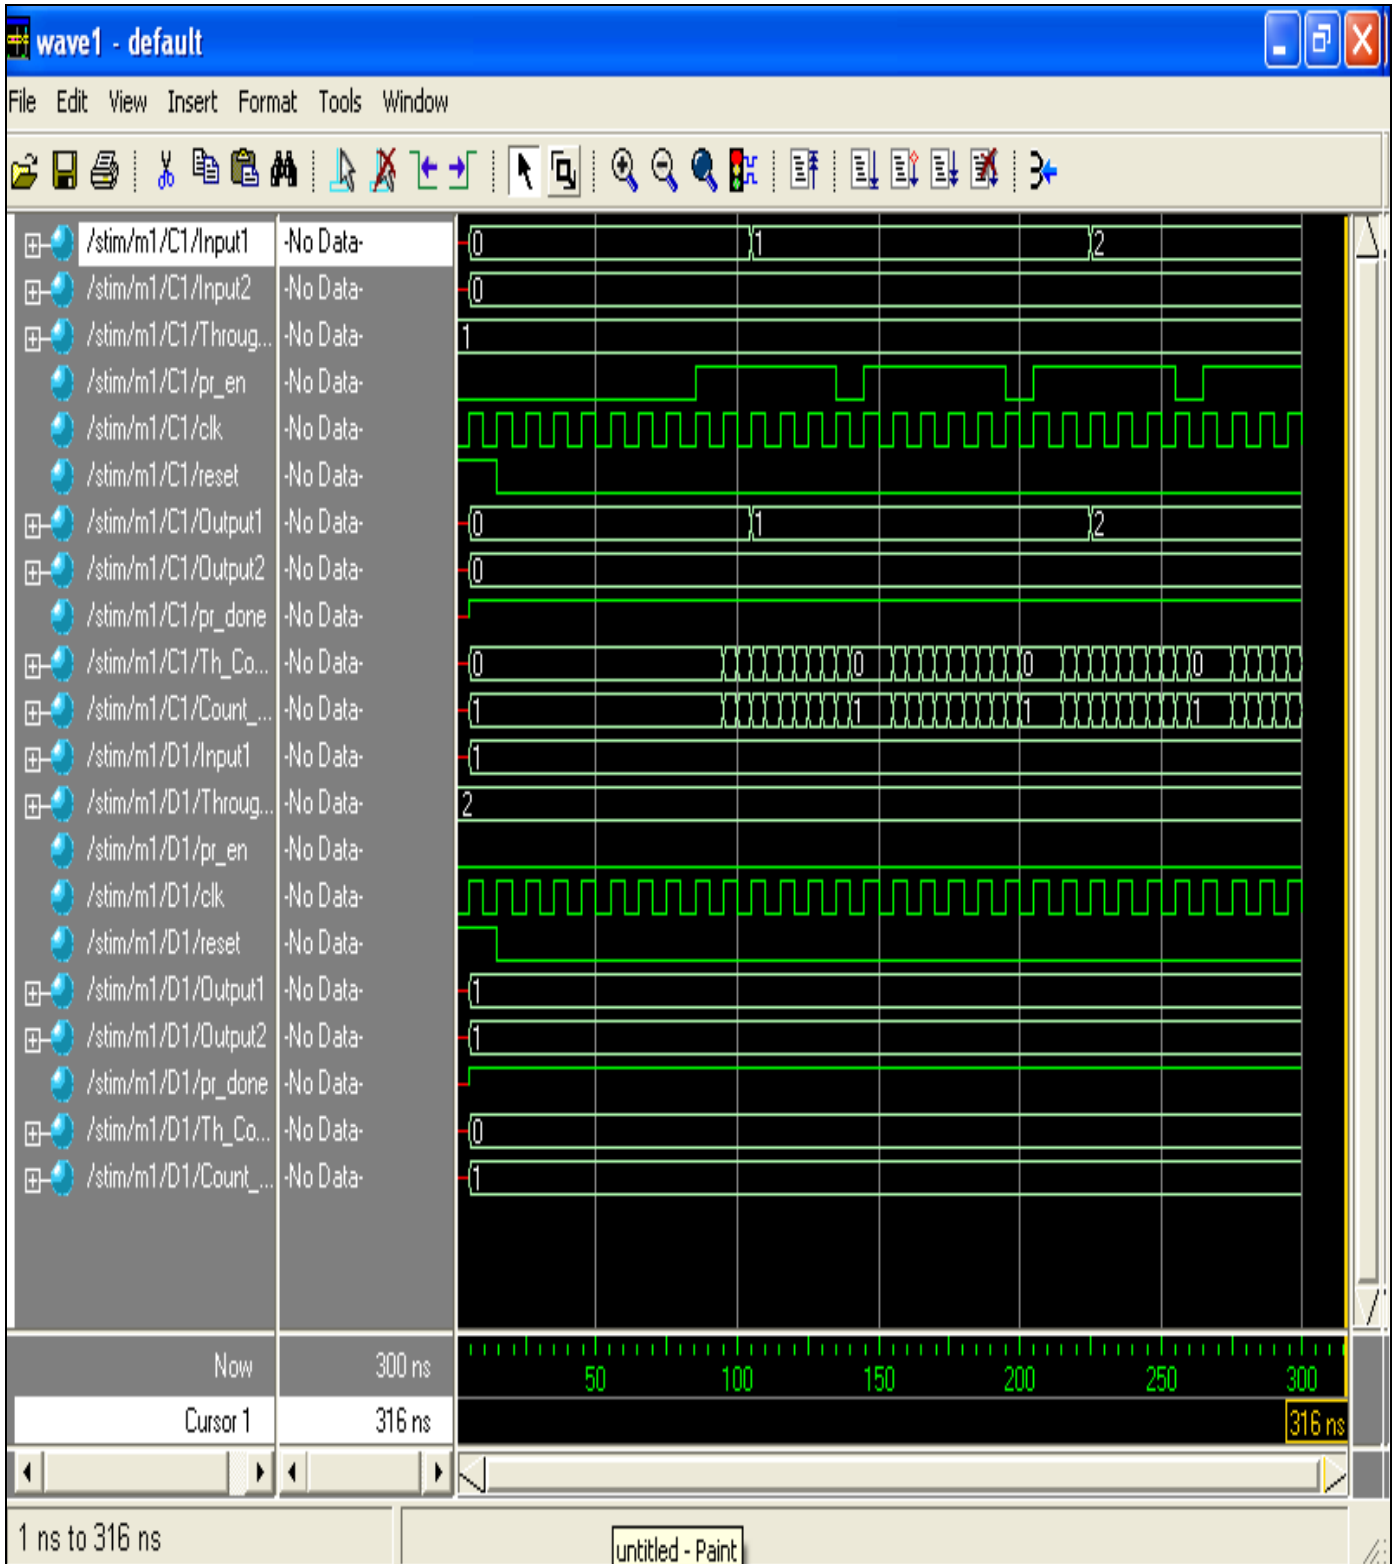 wave1 - default
File Edit View Insert Format Tools Window
/stim/m1/C1/Input1 -No Data- 0 1 2
/stim/m1/C1/Input2 -No Data- 0
/stim/m1/C1/Throug... -No Data- 1
/stim/m1/C1/pr_en -No Data-
/stim/m1/C1/clk -No Data-
/stim/m1/C1/reset -No Data-
/stim/m1/C1/Output1 -No Data- 0 1 2
/stim/m1/C1/Output2 -No Data- 0
/stim/m1/C1/pr_done -No Data-
/stim/m1/C1/Th_Co... -No Data- 0 0 0 0
/stim/m1/C1/Count_... -No Data- 1 1 1 1
/stim/m1/D1/Input1 -No Data- 1
/stim/m1/D1/Throug... -No Data- 2
/stim/m1/D1/pr_en -No Data-
/stim/m1/D1/clk -No Data-
/stim/m1/D1/reset -No Data-
/stim/m1/D1/Output1 -No Data- 1
/stim/m1/D1/Output2 -No Data- 1
/stim/m1/D1/pr_done -No Data-
/stim/m1/D1/Th_Co... -No Data- 0
/stim/m1/D1/Count_... -No Data- 1
Now 300 ns 50 100 150 200 250 300
Cursor 1 316 ns 316 ns
1 ns to 316 ns
untitled - Paint